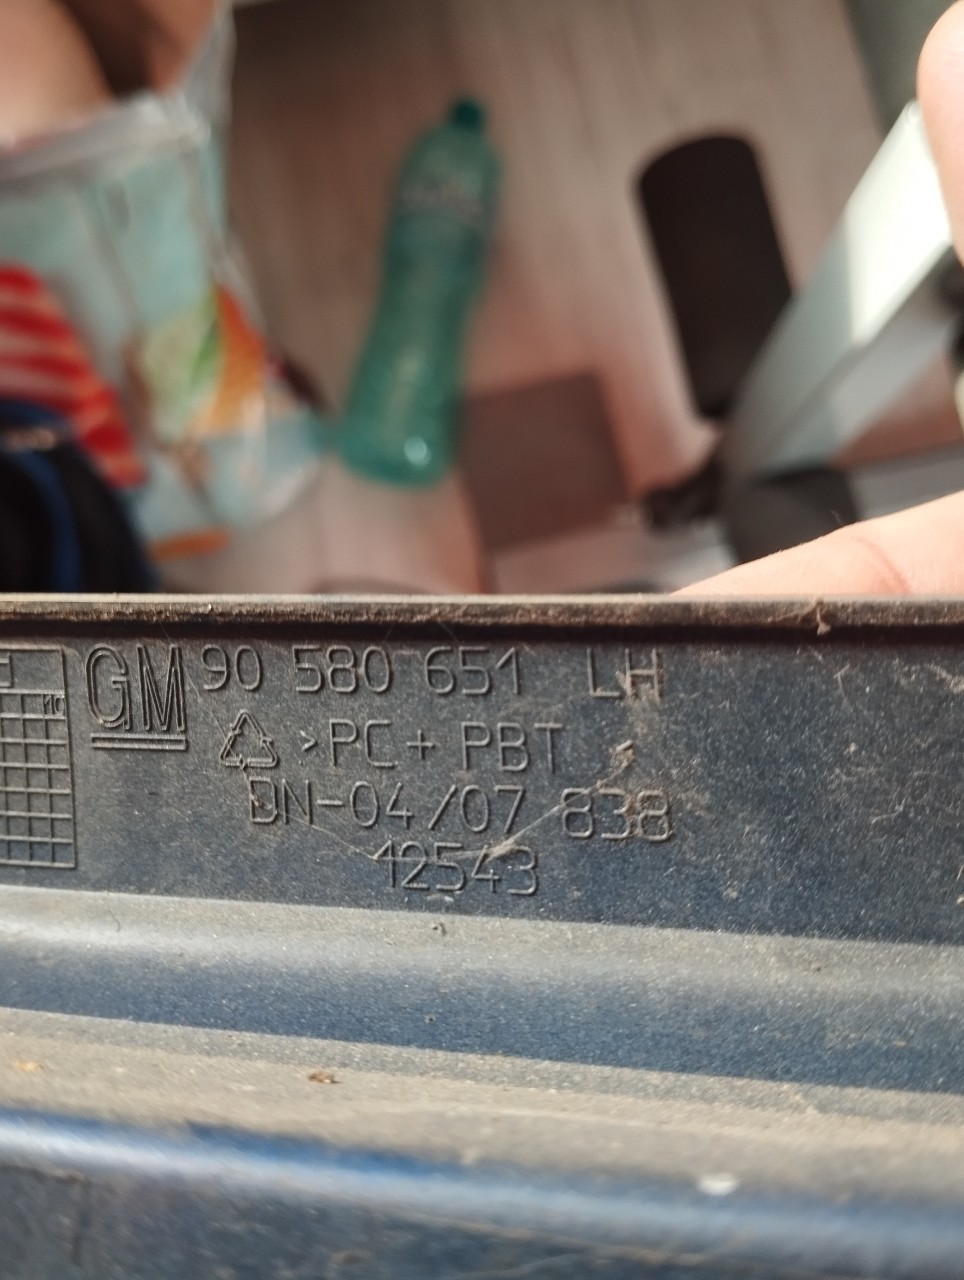 GM 90 580 651 LH
>PC + PBT <
DN-04/07 838
12543